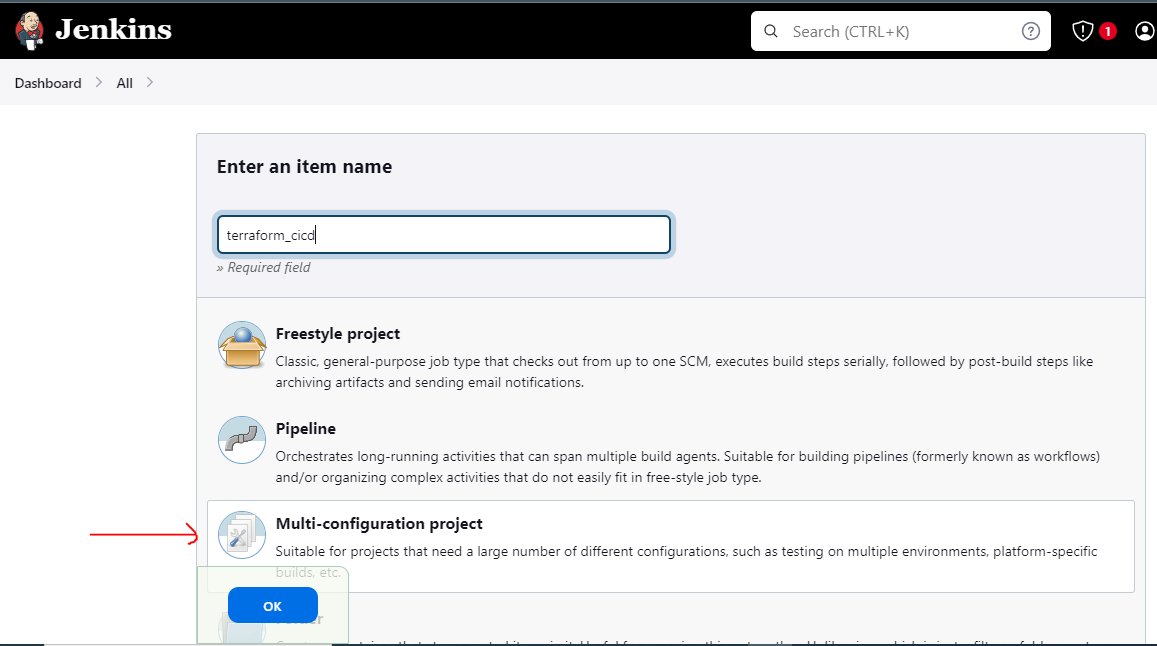 Jenkins
Search (CTRL+K)
1
Dashboard
All
Enter an item name
terraform_cicd
» Required field
Freestyle project
Classic, general-purpose job type that checks out from up to one SCM, executes build steps serially, followed by post-build steps like
archiving artifacts and sending email notifications.
Pipeline
Orchestrates long-running activities that can span multiple build agents. Suitable for building pipelines (formerly known as workflows)
and/or organizing complex activities that do not easily fit in free-style job type.
Multi-configuration project
Suitable for projects that need a large number of different configurations, such as testing on multiple environments, platform-specific
builds, etc.
OK